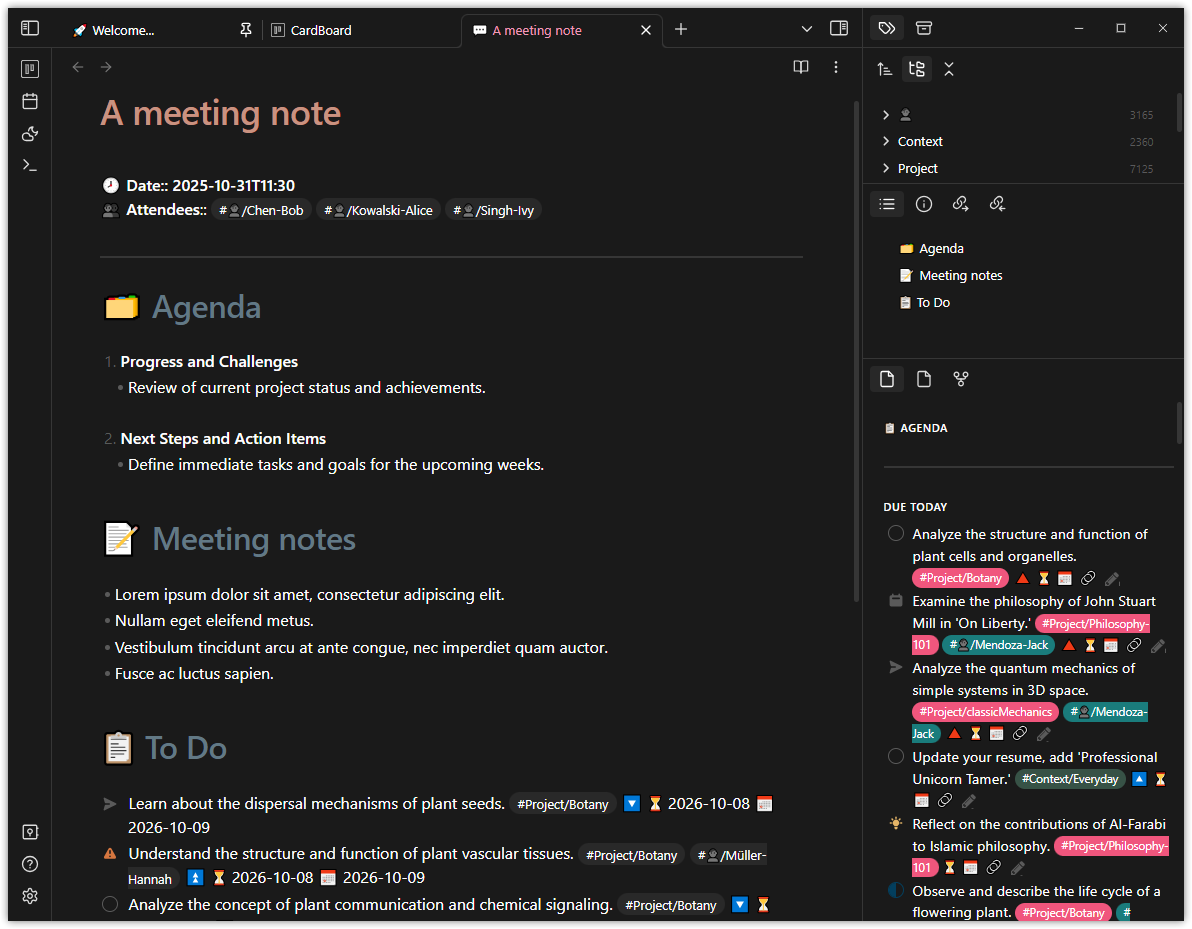 Welcome...
CardBoard
A meeting note
A meeting note
Date:: 2025-10-31T11:30
Attendees:: #👤/Chen-Bob #👤/Kowalski-Alice #👤/Singh-Ivy
Agenda
1. Progress and Challenges
• Review of current project status and achievements.
2. Next Steps and Action Items
• Define immediate tasks and goals for the upcoming weeks.
Meeting notes
• Lorem ipsum dolor sit amet, consectetur adipiscing elit.
• Nullam eget eleifend metus.
• Vestibulum tincidunt arcu at ante congue, nec imperdiet quam auctor.
• Fusce ac luctus sapien.
To Do
Learn about the dispersal mechanisms of plant seeds. #Project/Botany 2026-10-08
2026-10-09
Understand the structure and function of plant vascular tissues. #Project/Botany #👤/Müller-
Hannah 2026-10-08 2026-10-09
Analyze the concept of plant communication and chemical signaling. #Project/Botany
3165
Context 2360
Project 7125
Agenda
Meeting notes
To Do
AGENDA
DUE TODAY
Analyze the structure and function of
plant cells and organelles.
#Project/Botany
Examine the philosophy of John Stuart
Mill in 'On Liberty.' #Project/Philosophy-
101 #👤/Mendoza-Jack
Analyze the quantum mechanics of
simple systems in 3D space.
#Project/classicMechanics #👤/Mendoza-
Jack
Update your resume, add 'Professional
Unicorn Tamer.' #Context/Everyday
Reflect on the contributions of Al-Farabi
to Islamic philosophy. #Project/Philosophy-
101
Observe and describe the life cycle of a
flowering plant. #Project/Botany #